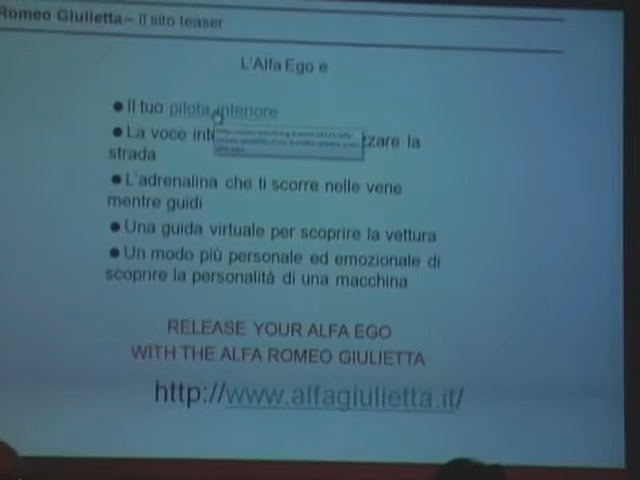 Romeo Giulietta – il sito teaser
L'Alfa Ego è
● Il tuo pilota interiore
● La voce
zzare la
strada
● L'adrenalina che ti scorre nelle vene
mentre guidi
● Una guida virtuale per scoprire la vettura
● Un modo più personale ed emozionale di
scoprire la personalità di una macchina
RELEASE YOUR ALFA EGO
WITH THE ALFA ROMEO GIULIETTA
http://www.alfagiulietta.it/